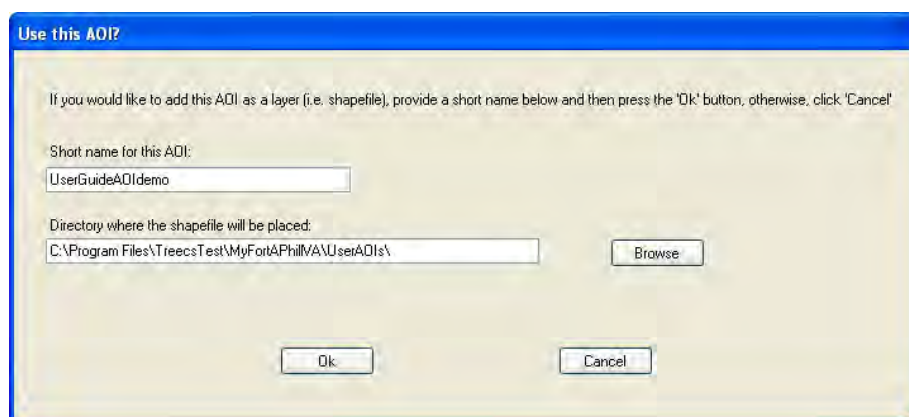 Use this AOI?
If you would like to add this AOI as a layer (i.e. shapefile), provide a short name below and then press the 'Ok' button, otherwise, click 'Cancel'
Short name for this AOI:
UserGuideAOIdemo
Directory where the shapefile will be placed:
C:\Program Files\TreecsTest\MyFortAPhillVA\UserAOIs\
Browse
Ok
Cancel